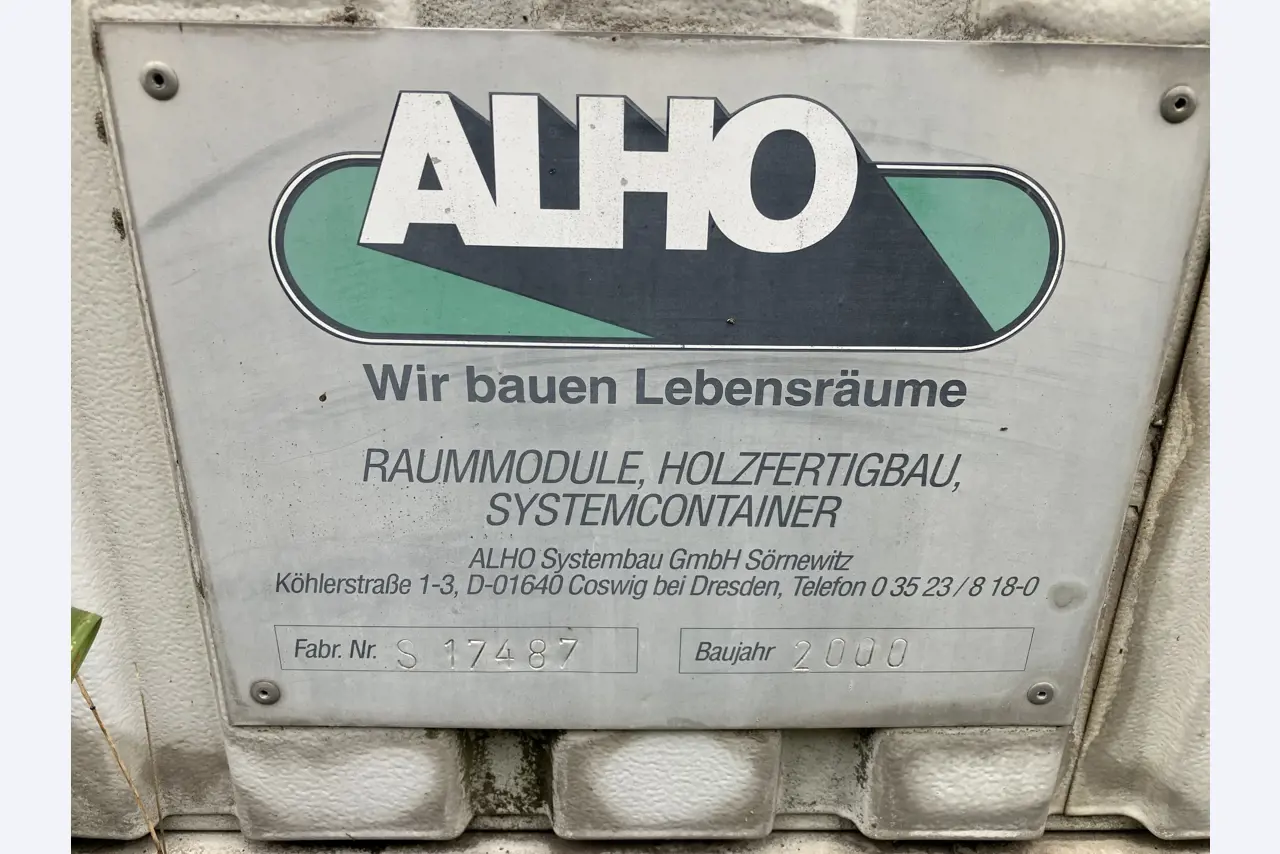 ALHO
Wir bauen Lebensräume
RAUMMODULE, HOLZFERTIGBAU,
SYSTEMCONTAINER
ALHO Systembau GmbH Sörnewitz
Köhlerstraße 1-3, D-01640 Coswig bei Dresden, Telefon 0 35 23 / 8 18-0
Fabr. Nr. S 17487 Baujahr 2000